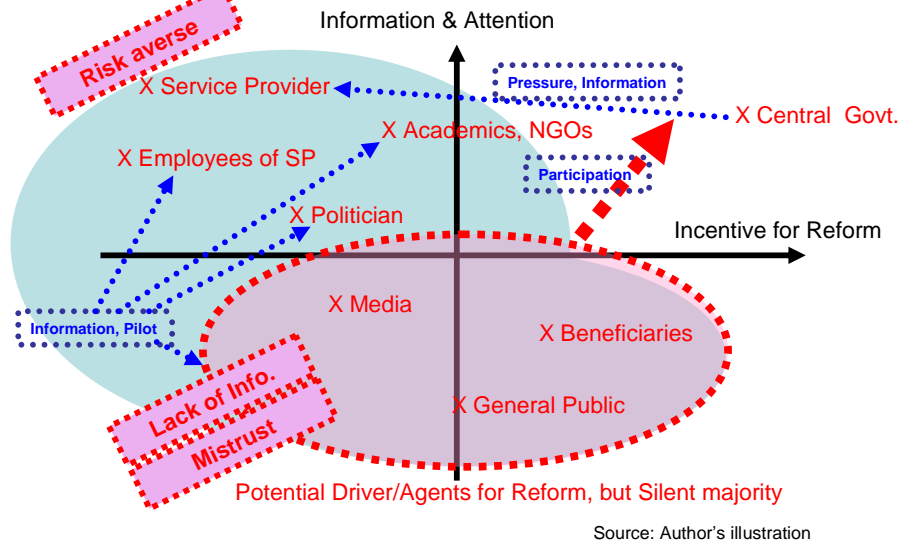 Information & Attention
Risk averse
X Service Provider
Pressure, Information
X Central Govt.
X Academics, NGOs
X Employees of SP
Participation
X Politician
Incentive for Reform
X Media
Information, Pilot
X Beneficiaries
Lack of Info.
X General Public
Mistrust
Potential Driver/Agents for Reform, but Silent majority
Source: Author's illustration